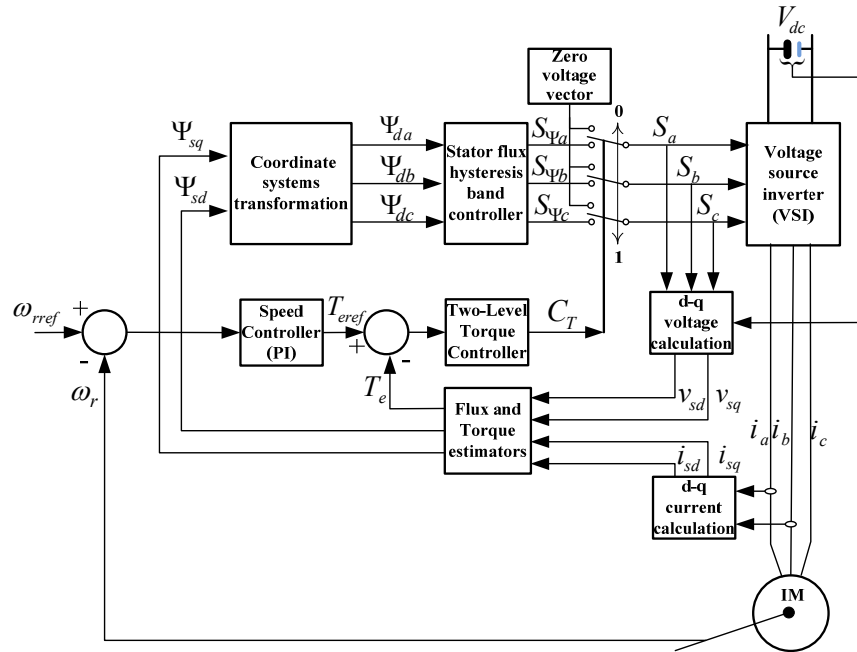 V_dc
Zero
voltage
vector
0
Ψ_sq
Ψ_sd
Coordinate
systems
transformation
Ψ_da
Ψ_db
Ψ_dc
Stator flux
hysteresis
band
controller
S_Ψa
S_Ψb
S_Ψc
S_a
S_b
S_c
1
Voltage
source
inverter
(VSI)
ω_rref
+
-
ω_r
Speed
Controller
(PI)
T_eref
+
-
T_e
Two-Level
Torque
Controller
C_T
d-q
voltage
calculation
v_sd
v_sq
Flux and
Torque
estimators
i_sd
i_sq
d-q
current
calculation
i_a
i_b
i_c
IM